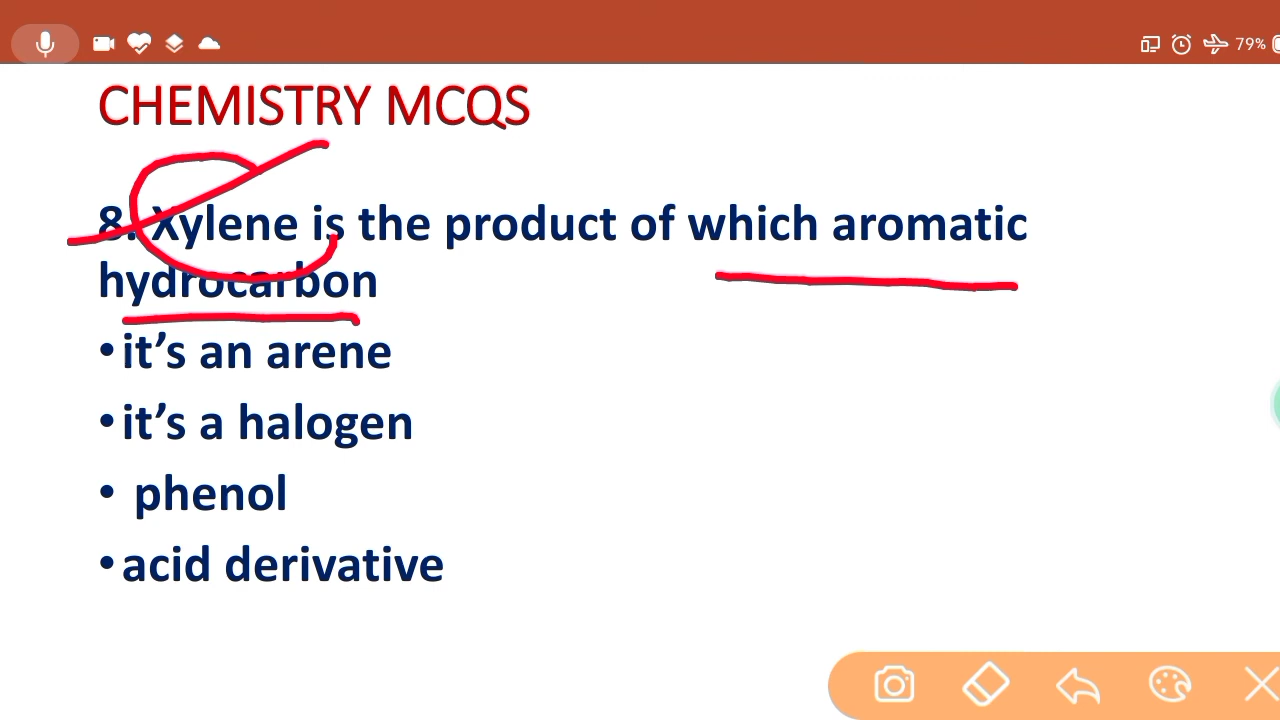 79%
CHEMISTRY MCQS
8. Xylene is the product of which aromatic
hydrocarbon
•it’s an arene
•it’s a halogen
• phenol
•acid derivative